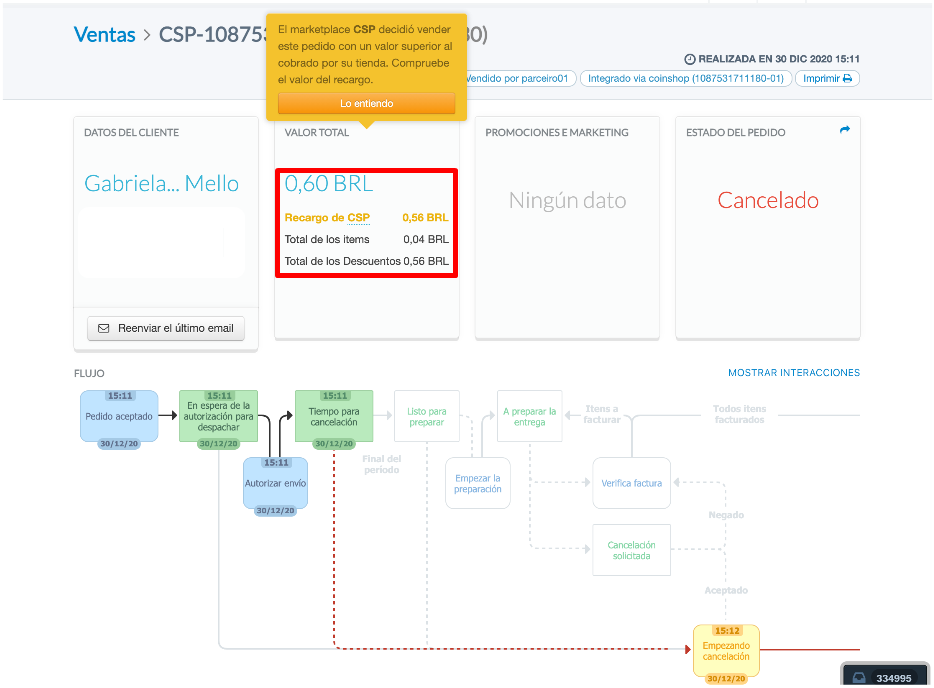 Ventas > CSP-10875
30)
El marketplace CSP decidió vender
este pedido con un valor superior al
cobrado por su tienda. Compruebe
el valor del recargo.
Lo entiendo
REALIZADA EN 30 DIC 2020 15:11
Vendido por parceiro01
Integrado via coinshop (1087531711180-01)
Imprimir
DATOS DEL CLIENTE
Gabriela... Mello
Reenviar el último email
VALOR TOTAL
0,60 BRL
Recargo de CSP 0,56 BRL
Total de los items 0,04 BRL
Total de los Descuentos 0,56 BRL
PROMOCIONES E MARKETING
Ningún dato
ESTADO DEL PEDIDO
Cancelado
FLUJO
MOSTRAR INTERACCIONES
15:11
Pedido aceptado
30/12/20
15:11
En espera de la
autorización para
despachar
30/12/20
15:11
Autorizar envío
30/12/20
15:11
Tiempo para
cancelación
30/12/20
Listo para
preparar
Final del
periodo
Empezar la
preparación
A preparar la
entrega
Itens a
facturar
Todos itens
facturados
Verifica factura
Negado
Cancelación
solicitada
Aceptado
15:12
Empezando
cancelación
30/12/20
334995